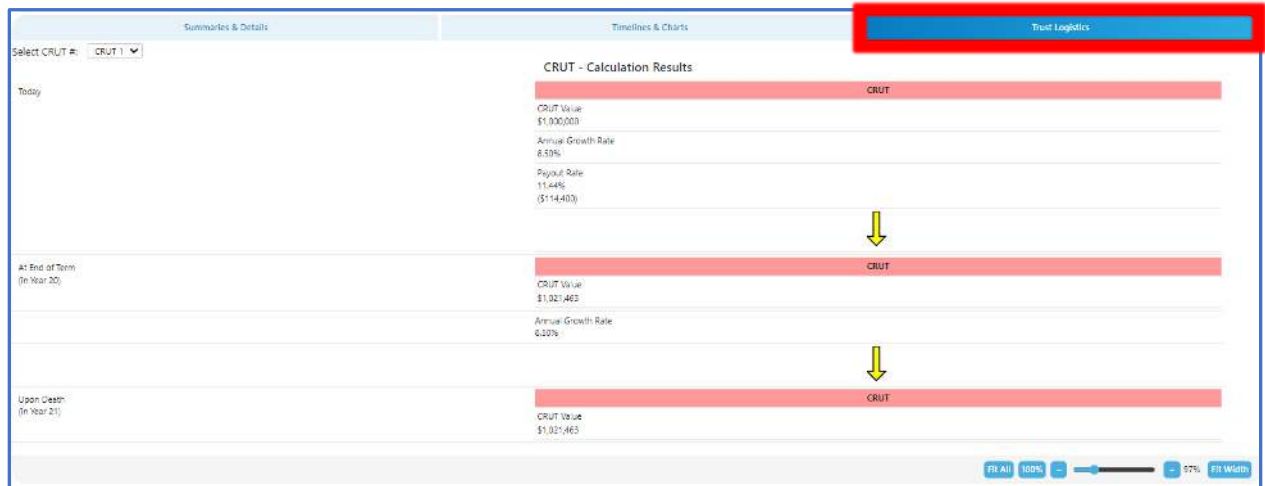 Summaries & Details
Timelines & Charts
Trust Logistics
Select CRUT #: CRUT 1
CRUT - Calculation Results
Today
CRUT
CRUT Value
$1,000,000
Annual Growth Rate
6.50%
Payout Rate
11.44%
($114,400)
At End of Term
(In Year 20)
CRUT
CRUT Value
$1,021,463
Annual Growth Rate
6.50%
Upon Death
(In Year 21)
CRUT
CRUT Value
$1,021,463
Fit All 100% - - 97% Fit Width